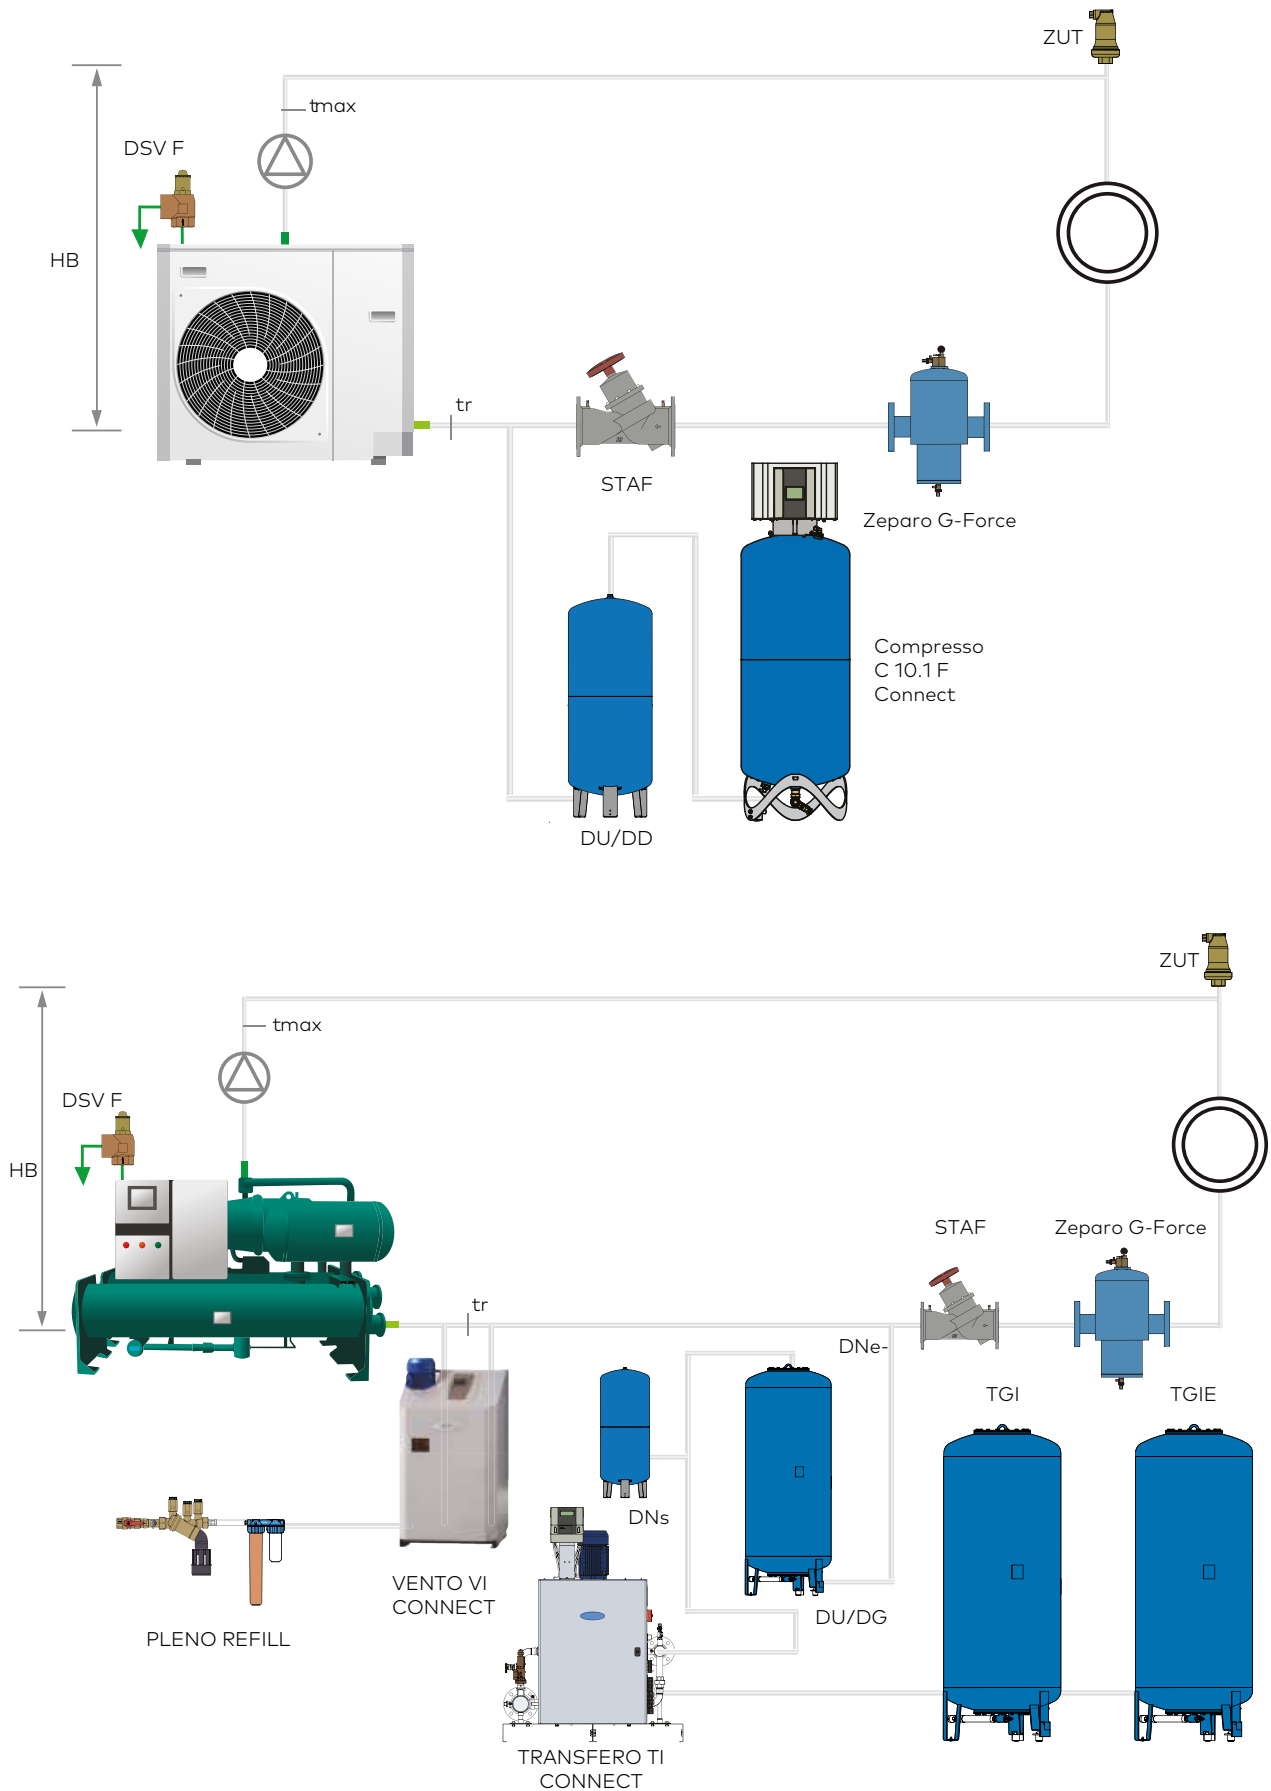 ZUT
tmax
DSV F
HB
tr
STAF
Zeparo G-Force
Compresso
C 10.1 F
Connect
DU/DD
ZUT
tmax
DSV F
HB
STAF
Zeparo G-Force
tr
DNe-
TGI
TGIE
DNs
VENTO VI
CONNECT
DU/DG
PLENO REFILL
TRANSFERO TI
CONNECT